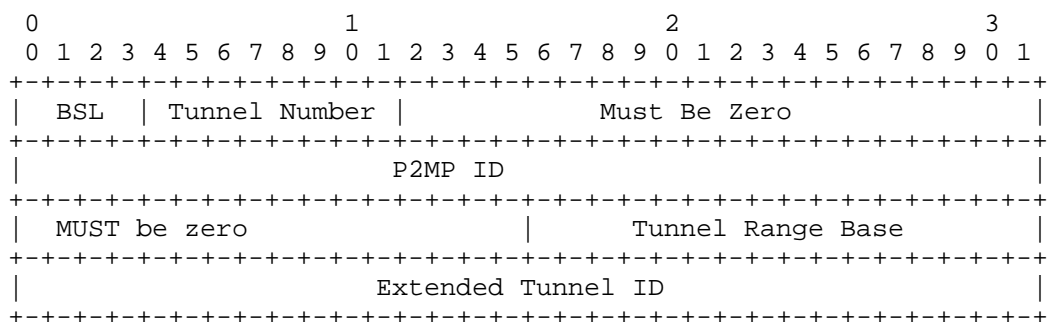 0                   1                   2                   3
 0 1 2 3 4 5 6 7 8 9 0 1 2 3 4 5 6 7 8 9 0 1 2 3 4 5 6 7 8 9 0 1
+-+-+-+-+-+-+-+-+-+-+-+-+-+-+-+-+-+-+-+-+-+-+-+-+-+-+-+-+-+-+-+-+
|  BSL  | Tunnel Number |            Must Be Zero               |
+-+-+-+-+-+-+-+-+-+-+-+-+-+-+-+-+-+-+-+-+-+-+-+-+-+-+-+-+-+-+-+-+
|                       P2MP ID                                 |
+-+-+-+-+-+-+-+-+-+-+-+-+-+-+-+-+-+-+-+-+-+-+-+-+-+-+-+-+-+-+-+-+
|  MUST be zero                 |      Tunnel Range Base        |
+-+-+-+-+-+-+-+-+-+-+-+-+-+-+-+-+-+-+-+-+-+-+-+-+-+-+-+-+-+-+-+-+
|                      Extended Tunnel ID                       |
+-+-+-+-+-+-+-+-+-+-+-+-+-+-+-+-+-+-+-+-+-+-+-+-+-+-+-+-+-+-+-+-+